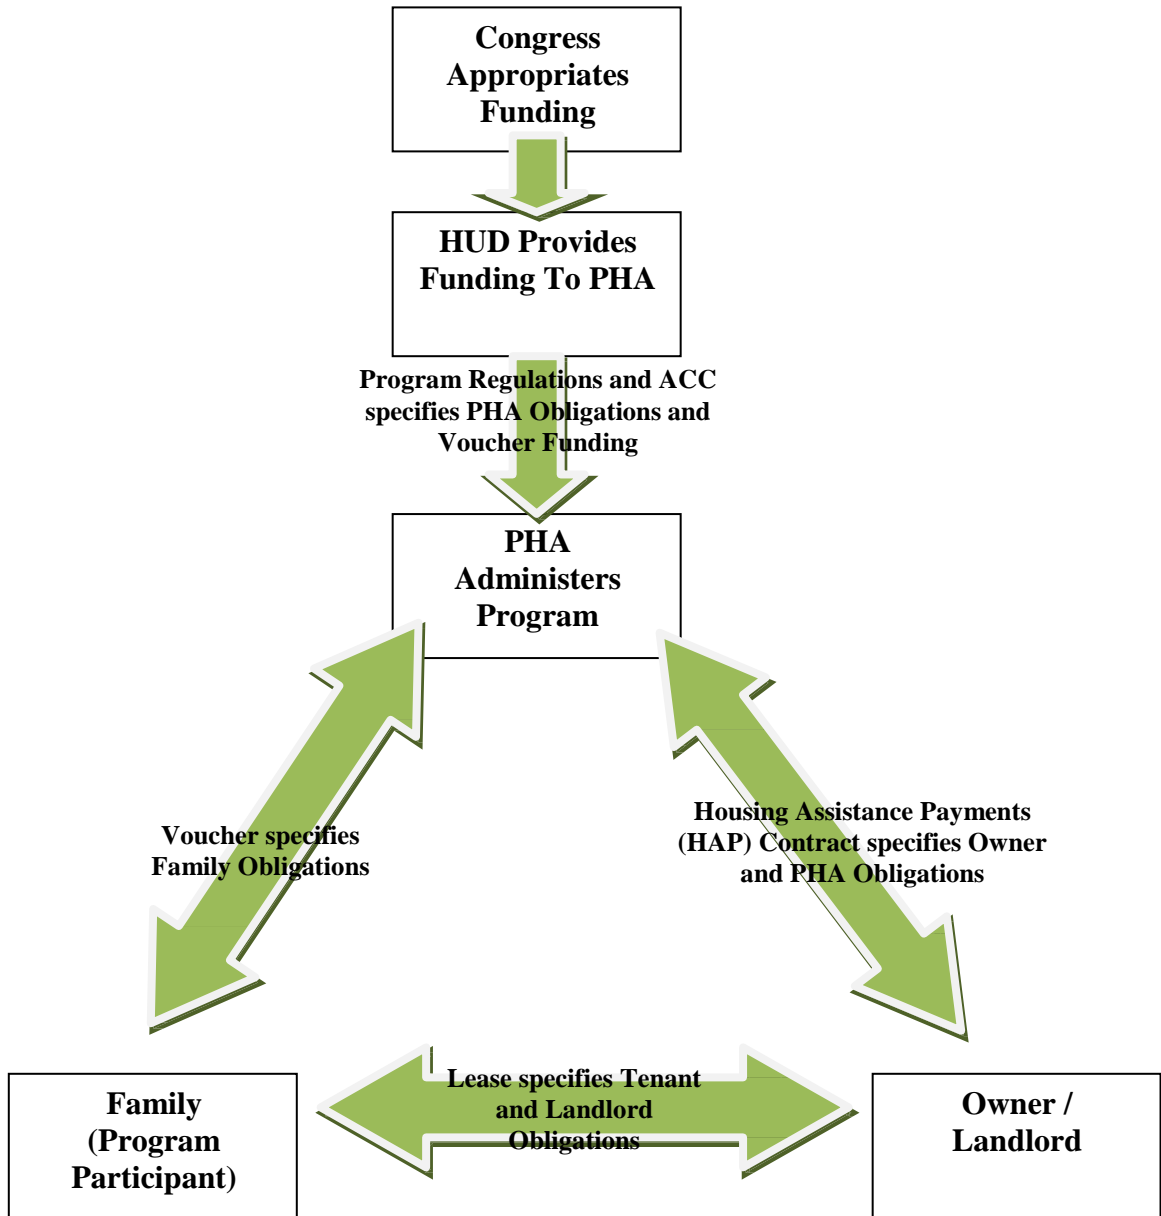 Congress
Appropriates
Funding
HUD Provides
Funding To PHA
Program Regulations and ACC
specifies PHA Obligations and
Voucher Funding
PHA
Administers
Program
Voucher specifies
Family Obligations
Housing Assistance Payments
(HAP) Contract specifies Owner
and PHA Obligations
Lease specifies Tenant
and Landlord
Obligations
Family
(Program
Participant)
Owner /
Landlord